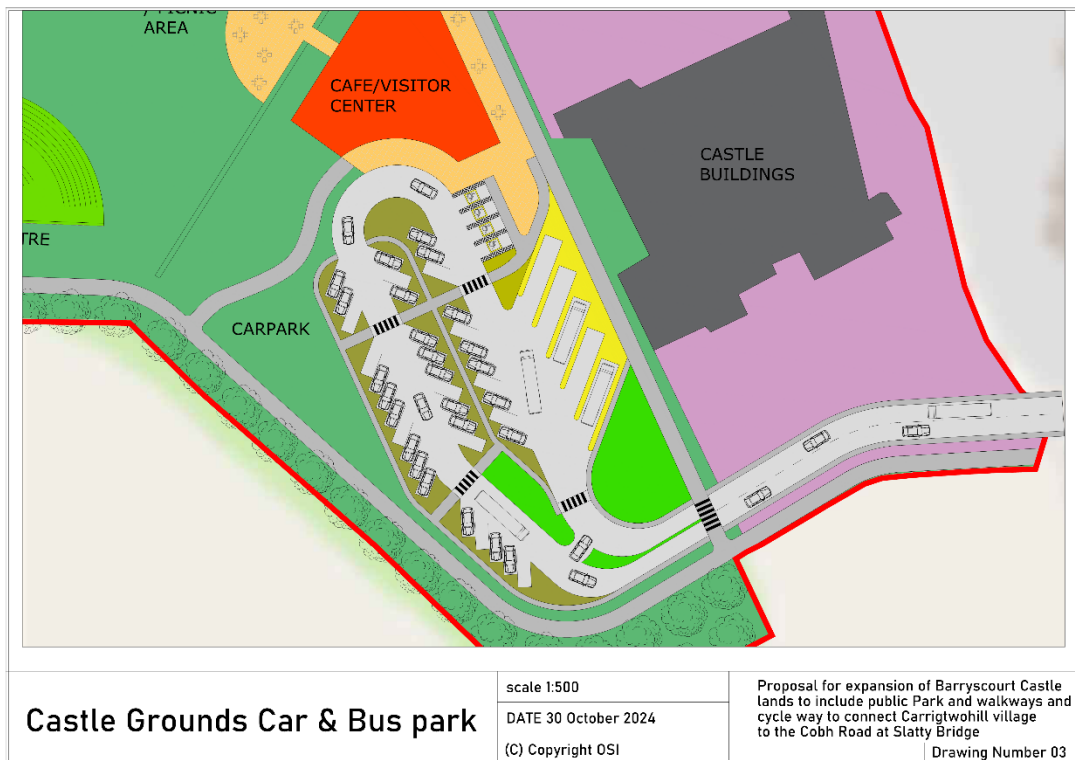 / PICNIC
AREA
CAFE/VISITOR
CENTER
CASTLE
BUILDINGS
TRE
CARPARK
Castle Grounds Car & Bus park
scale 1:500
DATE 30 October 2024
(C) Copyright OSI
Proposal for expansion of Barryscourt Castle
lands to include public Park and walkways and
cycle way to connect Carrigtwohill village
to the Cobh Road at Slatty Bridge
Drawing Number 03